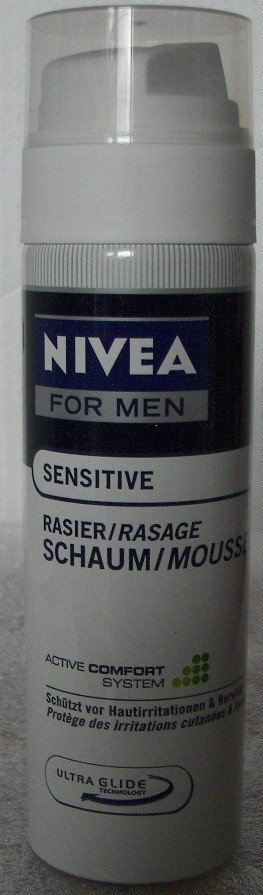 NIVEA
FOR MEN
SENSITIVE
RASIER/RASAGE
SCHAUM/MOUSSE
ACTIVE COMFORT
SYSTEM
Schützt vor Hautirritationen &
Protège des irritations cutanées &
ULTRA GLIDE
TECHNOLOGY